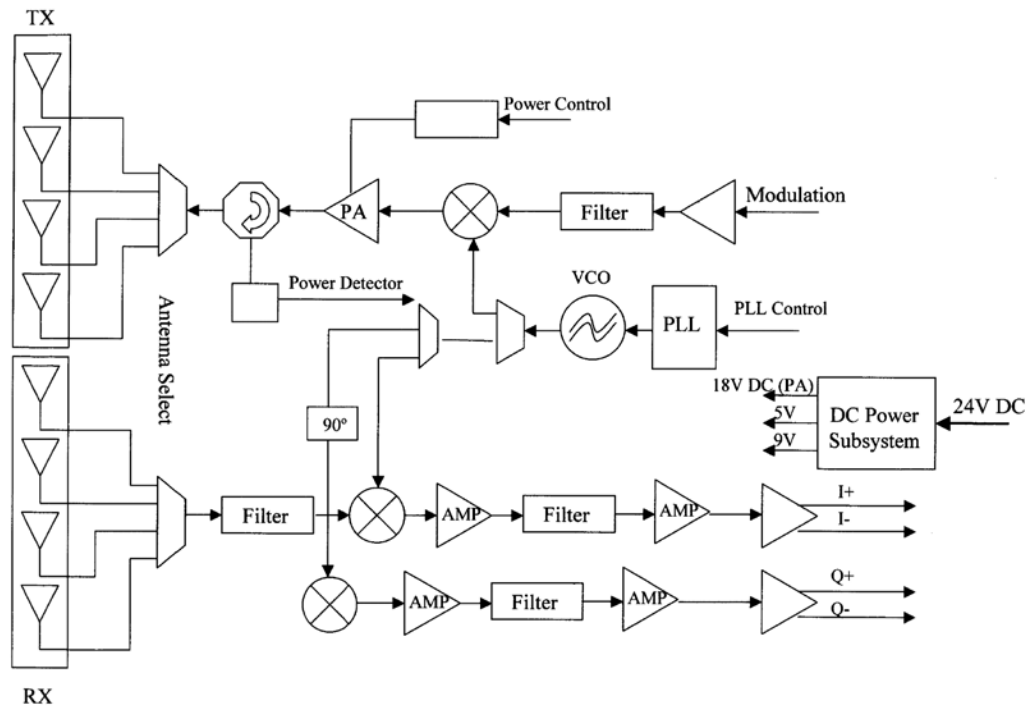 TX
Power Control
PA
Filter
Modulation
Power Detector
VCO
PLL
PLL Control
Antenna Select
18V DC (PA)
5V
9V
DC Power
Subsystem
24V DC
90º
Filter
AMP
Filter
AMP
I+
I-
AMP
Filter
AMP
Q+
Q-
RX